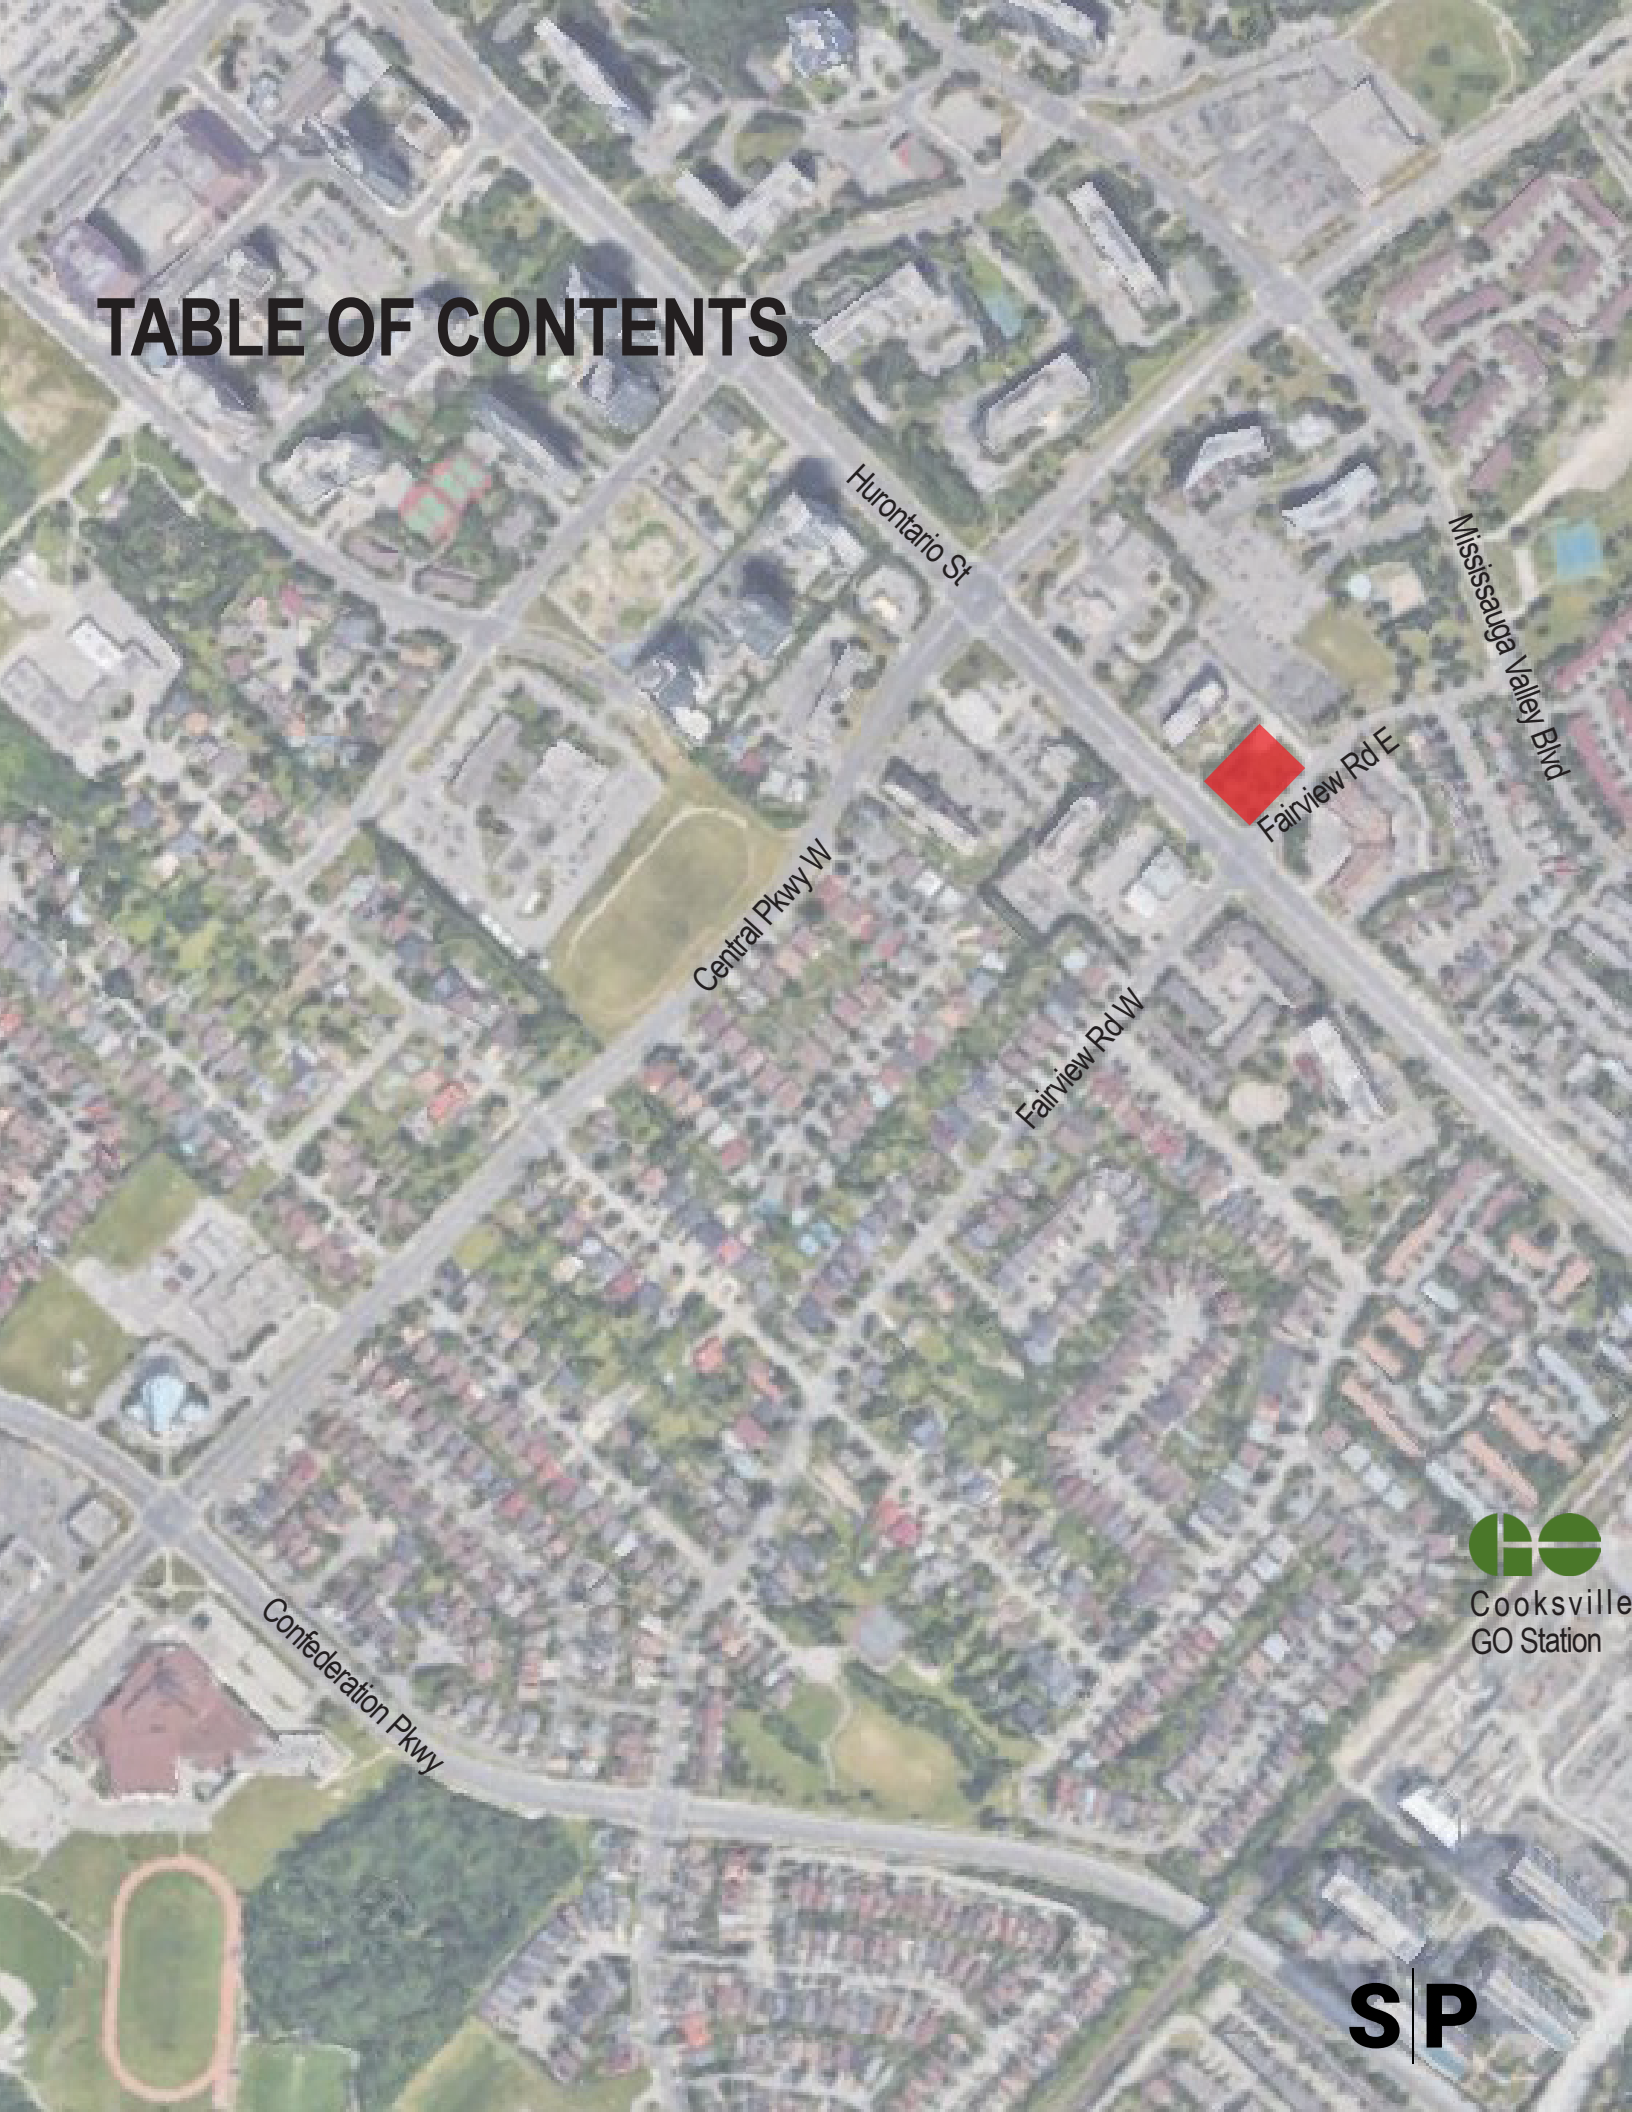 TABLE OF CONTENTS
Hurontario St
Mississauga Valley Blvd
Fairview Rd E
Central Pkwy W
Fairview Rd W
GO
Cooksville
GO Station
Confederation Pkwy
S|P